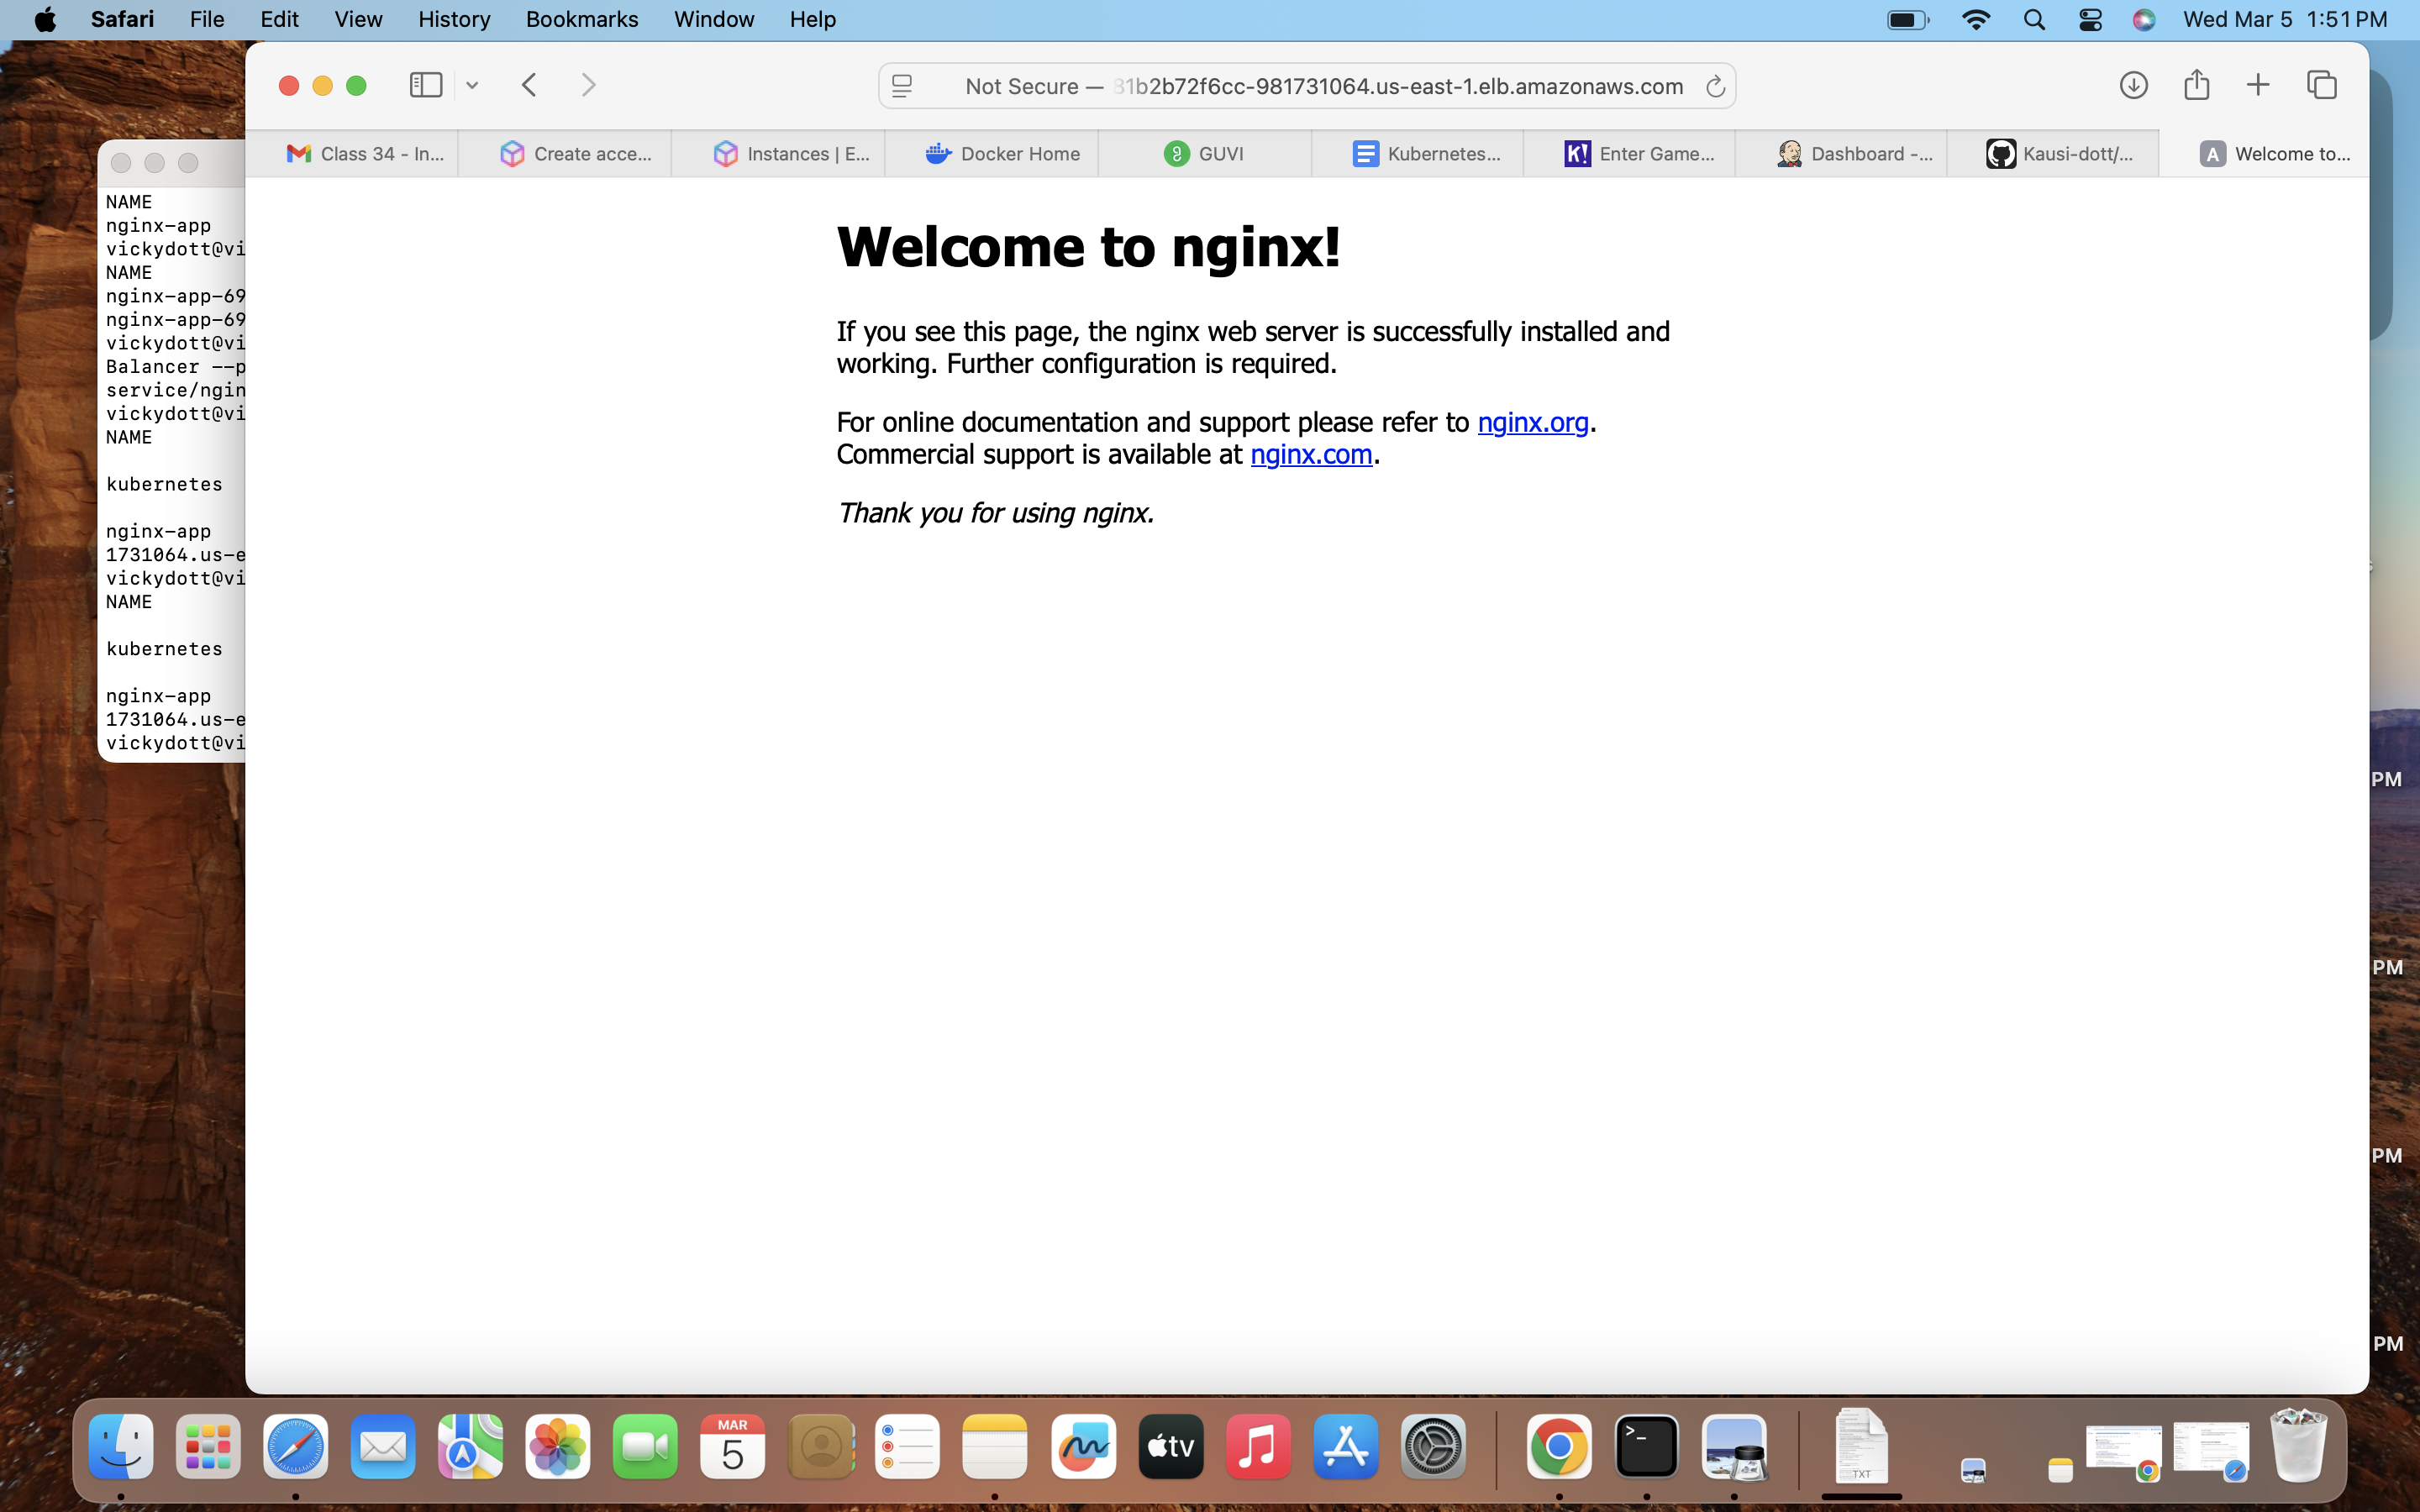 Safari File Edit View History Bookmarks Window Help Wed Mar 5 1:51 PM
Not Secure — 81b2b72f6cc-981731064.us-east-1.elb.amazonaws.com
Class 34 - In... Create acce... Instances | E... Docker Home GUVI Kubernetes... K! Enter Game... Dashboard -... Kausi-dott/... A Welcome to...
NAME
nginx-app
vickydott@vi
NAME
nginx-app-69
nginx-app-69
vickydott@vi
Balancer --p
service/ngin
vickydott@vi
NAME
kubernetes
nginx-app
1731064.us-e
vickydott@vi
NAME
kubernetes
nginx-app
1731064.us-e
vickydott@vi
Welcome to nginx!
If you see this page, the nginx web server is successfully installed and
working. Further configuration is required.
For online documentation and support please refer to nginx.org.
Commercial support is available at nginx.com.
Thank you for using nginx.
PM
PM
PM
PM
MAR
5
tv
>_
TXT